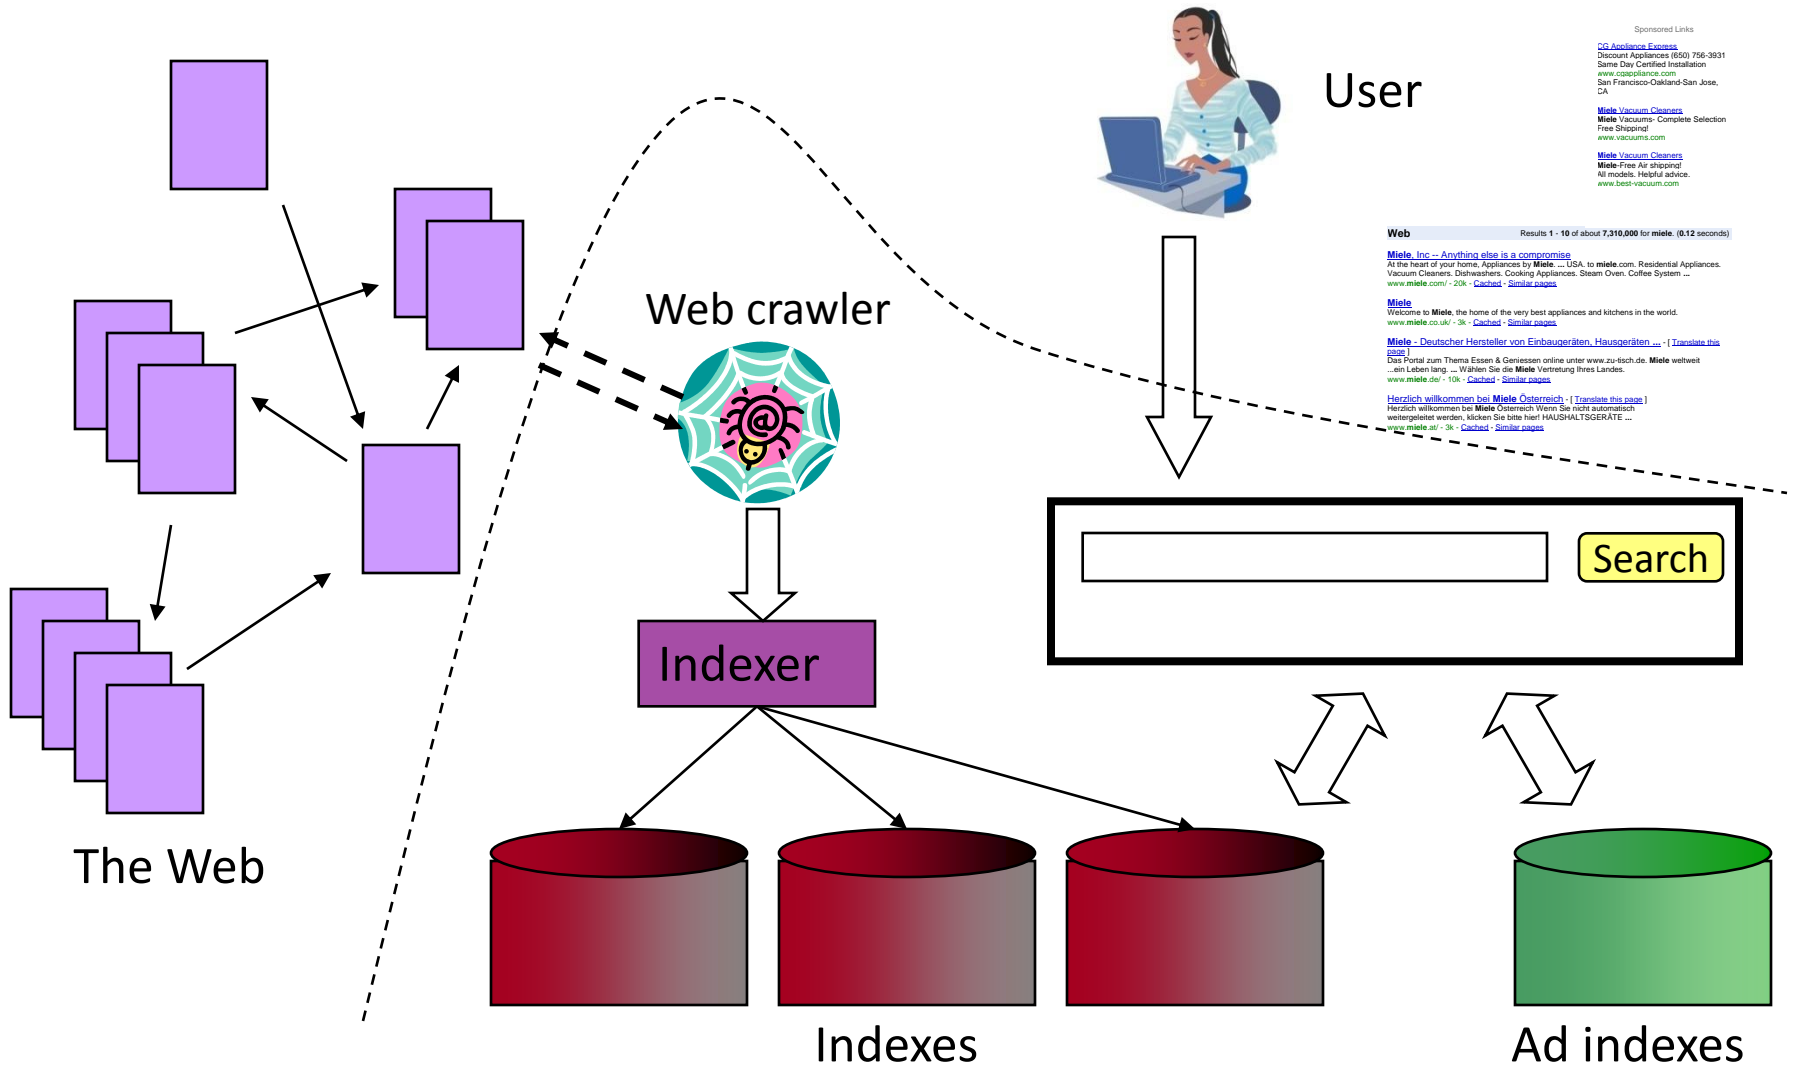 User
Sponsored Links
CG Appliance Express
Discount Appliances (650) 756-3931
Same Day Certified Installation
www.cgappliance.com
San Francisco-Oakland-San Jose,
CA
Miele Vacuum Cleaners
Miele Vacuums- Complete Selection
Free Shipping!
www.vacuums.com
Miele Vacuum Cleaners
Miele-Free Air shipping!
All models. Helpful advice.
www.best-vacuum.com
Web Results 1 - 10 of about 7,310,000 for miele. (0.12 seconds)
Miele, Inc -- Anything else is a compromise
At the heart of your home, Appliances by Miele. ... USA. to miele.com. Residential Appliances.
Vacuum Cleaners. Dishwashers. Cooking Appliances. Steam Oven. Coffee System ...
www.miele.com/ - 20k - Cached - Similar pages
Miele
Welcome to Miele, the home of the very best appliances and kitchens in the world.
www.miele.co.uk/ - 3k - Cached - Similar pages
Miele - Deutscher Hersteller von Einbaugeräten, Hausgeräten ... - [ Translate this
page ]
Das Portal zum Thema Essen & Geniessen online unter www.zu-tisch.de. Miele weltweit
...ein Leben lang. ... Wählen Sie die Miele Vertretung Ihres Landes.
www.miele.de/ - 10k - Cached - Similar pages
Herzlich willkommen bei Miele Österreich - [ Translate this page ]
Herzlich willkommen bei Miele Österreich Wenn Sie nicht automatisch
weitergeleitet werden, klicken Sie bitte hier! HAUSHALTSGERÄTE ...
www.miele.at/ - 3k - Cached - Similar pages
Web crawler
@
Search
Indexer
The Web
Indexes
Ad indexes